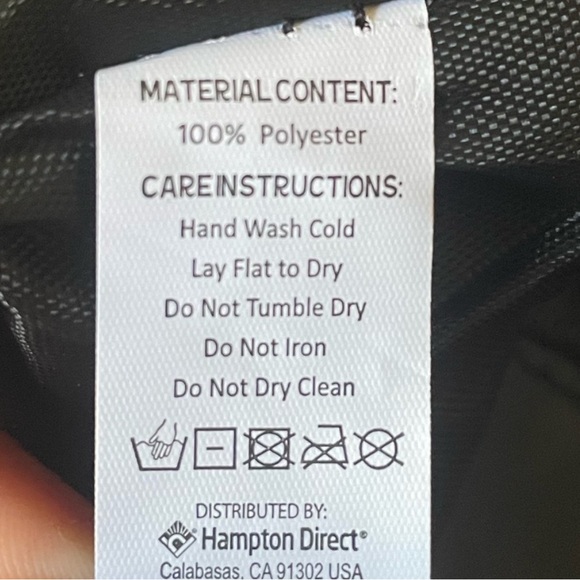 MATERIAL CONTENT:
100% Polyester
CARE INSTRUCTIONS:
Hand Wash Cold
Lay Flat to Dry
Do Not Tumble Dry
Do Not Iron
Do Not Dry Clean
DISTRIBUTED BY:
Hampton Direct®
Calabasas, CA 91302 USA